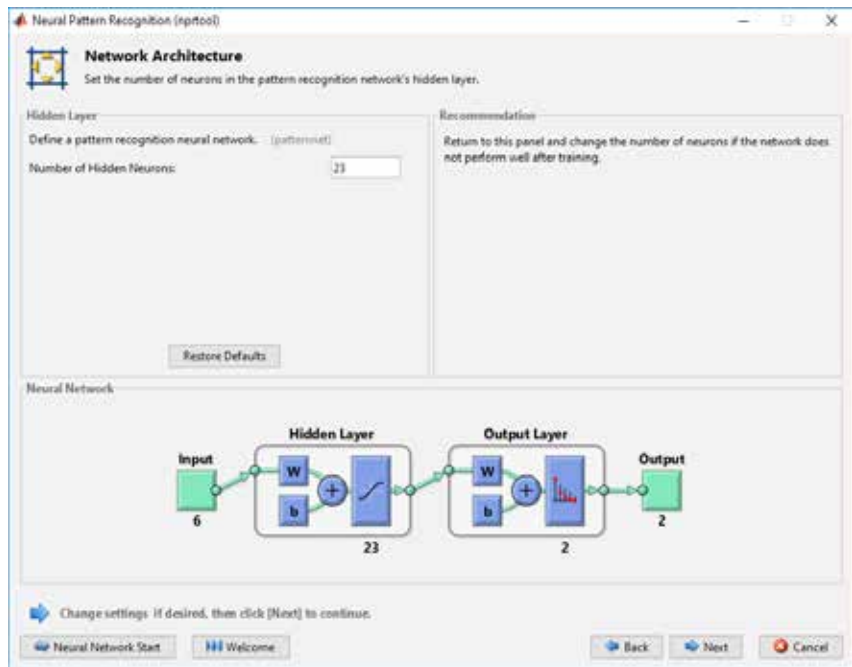 Neural Pattern Recognition (nprtool)
Network Architecture
Set the number of neurons in the pattern recognition network's hidden layer.
Hidden Layer
Define a pattern recognition neural network. (patternnet)
Number of Hidden Neurons: 23
Restore Defaults
Recommendation
Return to this panel and change the number of neurons if the network does
not perform well after training.
Neural Network
Hidden Layer Output Layer
Input Output
W W
b b
6 2
23 2
Change settings if desired, then click [Next] to continue.
Neural Network Start Welcome Back Next Cancel